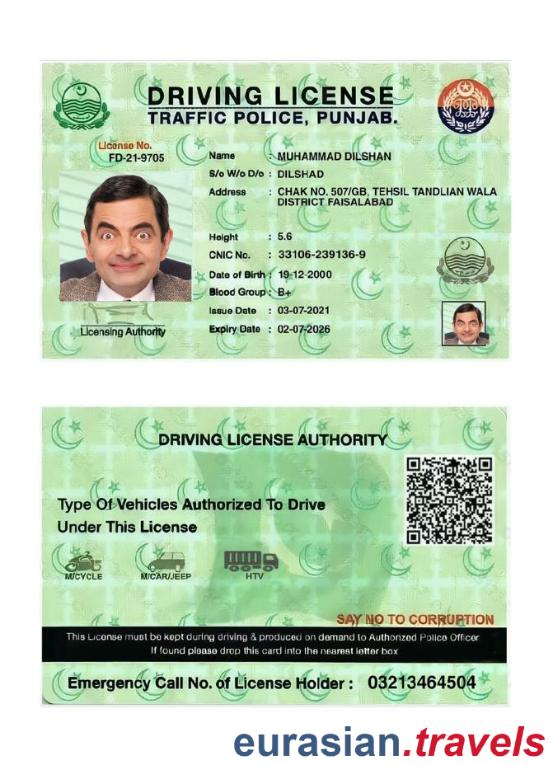 DRIVING LICENSE
TRAFFIC POLICE, PUNJAB.
License No.
FD-21-9705
Name : MUHAMMAD DILSHAN
S/o W/o D/o : DILSHAD
Address : CHAK NO. 507/GB, TEHSIL TANDLIAN WALA
DISTRICT FAISALABAD
Height : 5.6
CNIC No. : 33106-239136-9
Date of Birth : 19-12-2000
Blood Group : B+
Issue Date : 03-07-2021
Expiry Date : 02-07-2026
Licensing Authority
DRIVING LICENSE AUTHORITY
Type Of Vehicles Authorized To Drive
Under This License
M/CYCLE M/CAR/JEEP HTV
SAY NO TO CORRUPTION
This License must be kept during driving & produced on demand to Authorized Police Officer
If found please drop this card into the nearest letter box
Emergency Call No. of License Holder : 03213464504
eurasian.travels